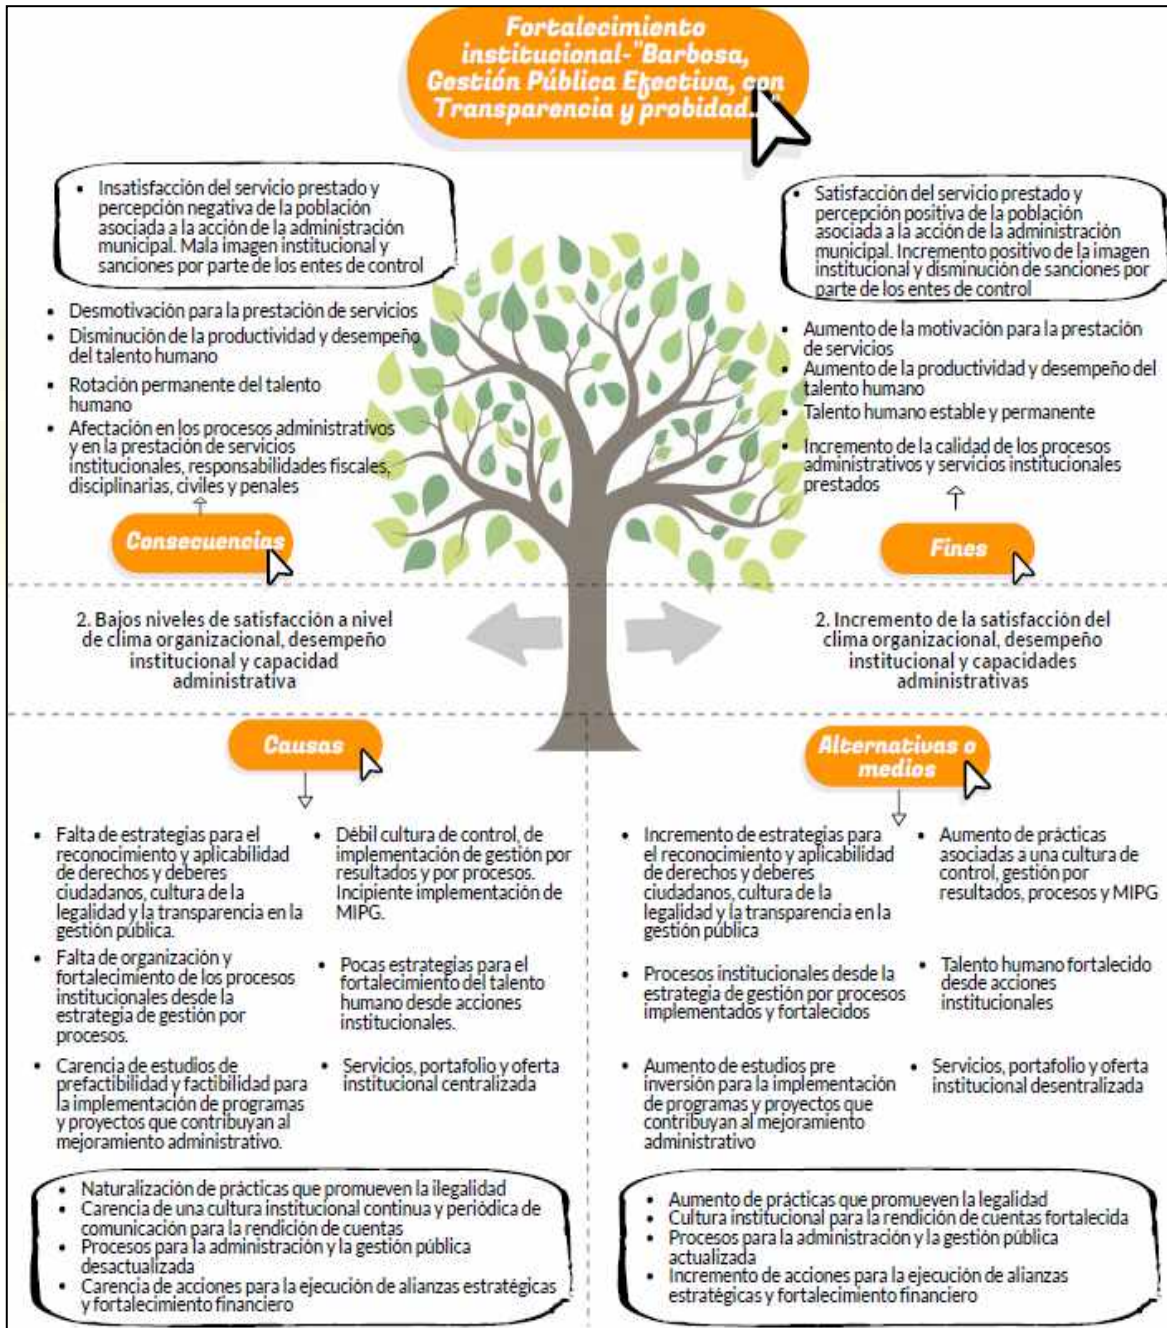 Fortalecimiento
institucional-"Barbosa,
Gestión Pública Efectiva, con
Transparencia y probidad..."
• Insatisfacción del servicio prestado y
percepción negativa de la población
asociada a la acción de la administración
municipal. Mala imagen institucional y
sanciones por parte de los entes de control
• Desmotivación para la prestación de servicios
• Disminución de la productividad y desempeño
del talento humano
• Rotación permanente del talento
humano
• Afectación en los procesos administrativos
y en la prestación de servicios
institucionales, responsabilidades fiscales,
disciplinarias, civiles y penales
Consecuencias
• Satisfacción del servicio prestado y
percepción positiva de la población
asociada a la acción de la administración
municipal. Incremento positivo de la imagen
institucional y disminución de sanciones por
parte de los entes de control
• Aumento de la motivación para la prestación
de servicios
• Aumento de la productividad y desempeño del
talento humano
• Talento humano estable y permanente
• Incremento de la calidad de los procesos
administrativos y servicios institucionales
prestados
Fines
2. Bajos niveles de satisfacción a nivel
de clima organizacional, desempeño
institucional y capacidad
administrativa
2. Incremento de la satisfacción del
clima organizacional, desempeño
institucional y capacidades
administrativas
Causas
• Falta de estrategias para el
reconocimiento y aplicabilidad
de derechos y deberes
ciudadanos, cultura de la
legalidad y la transparencia en la
gestión pública.
• Falta de organización y
fortalecimiento de los procesos
institucionales desde la
estrategia de gestión por
procesos.
• Carencia de estudios de
prefactibilidad y factibilidad para
la implementación de programas
y proyectos que contribuyan al
mejoramiento administrativo.
• Débil cultura de control, de
implementación de gestión por
resultados y por procesos.
Incipiente implementación de
MIPG.
• Pocas estrategias para el
fortalecimiento del talento
humano desde acciones
institucionales.
• Servicios, portafolio y oferta
institucional centralizada
• Naturalización de prácticas que promueven la ilegalidad
• Carencia de una cultura institucional continua y periódica de
comunicación para la rendición de cuentas
• Procesos para la administración y la gestión pública
desactualizada
• Carencia de acciones para la ejecución de alianzas estratégicas
y fortalecimiento financiero
Alternativas o
medios
• Incremento de estrategias para
el reconocimiento y aplicabilidad
de derechos y deberes
ciudadanos, cultura de la
legalidad y la transparencia en la
gestión pública
• Procesos institucionales desde la
estrategia de gestión por procesos
implementados y fortalecidos
• Aumento de estudios pre
inversión para la implementación
de programas y proyectos que
contribuyan al mejoramiento
administrativo
• Aumento de prácticas
asociadas a una cultura de
control, gestión por
resultados, procesos y MIPG
• Talento humano fortalecido
desde acciones
institucionales
• Servicios, portafolio y oferta
institucional desentralizada
• Aumento de prácticas que promueven la legalidad
• Cultura institucional para la rendición de cuentas fortalecida
• Procesos para la administración y la gestión pública
actualizada
• Incremento de acciones para la ejecución de alianzas
estratégicas y fortalecimiento financiero